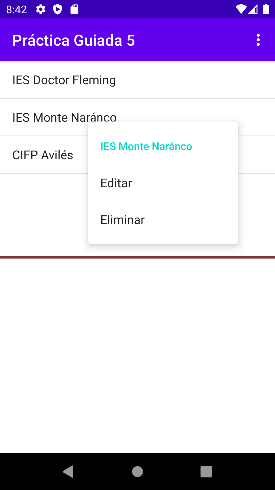 8:42
Práctica Guiada 5
IES Doctor Fleming
IES Monte Naránco
CIFP Avilés
IES Monte Naránco
Editar
Eliminar